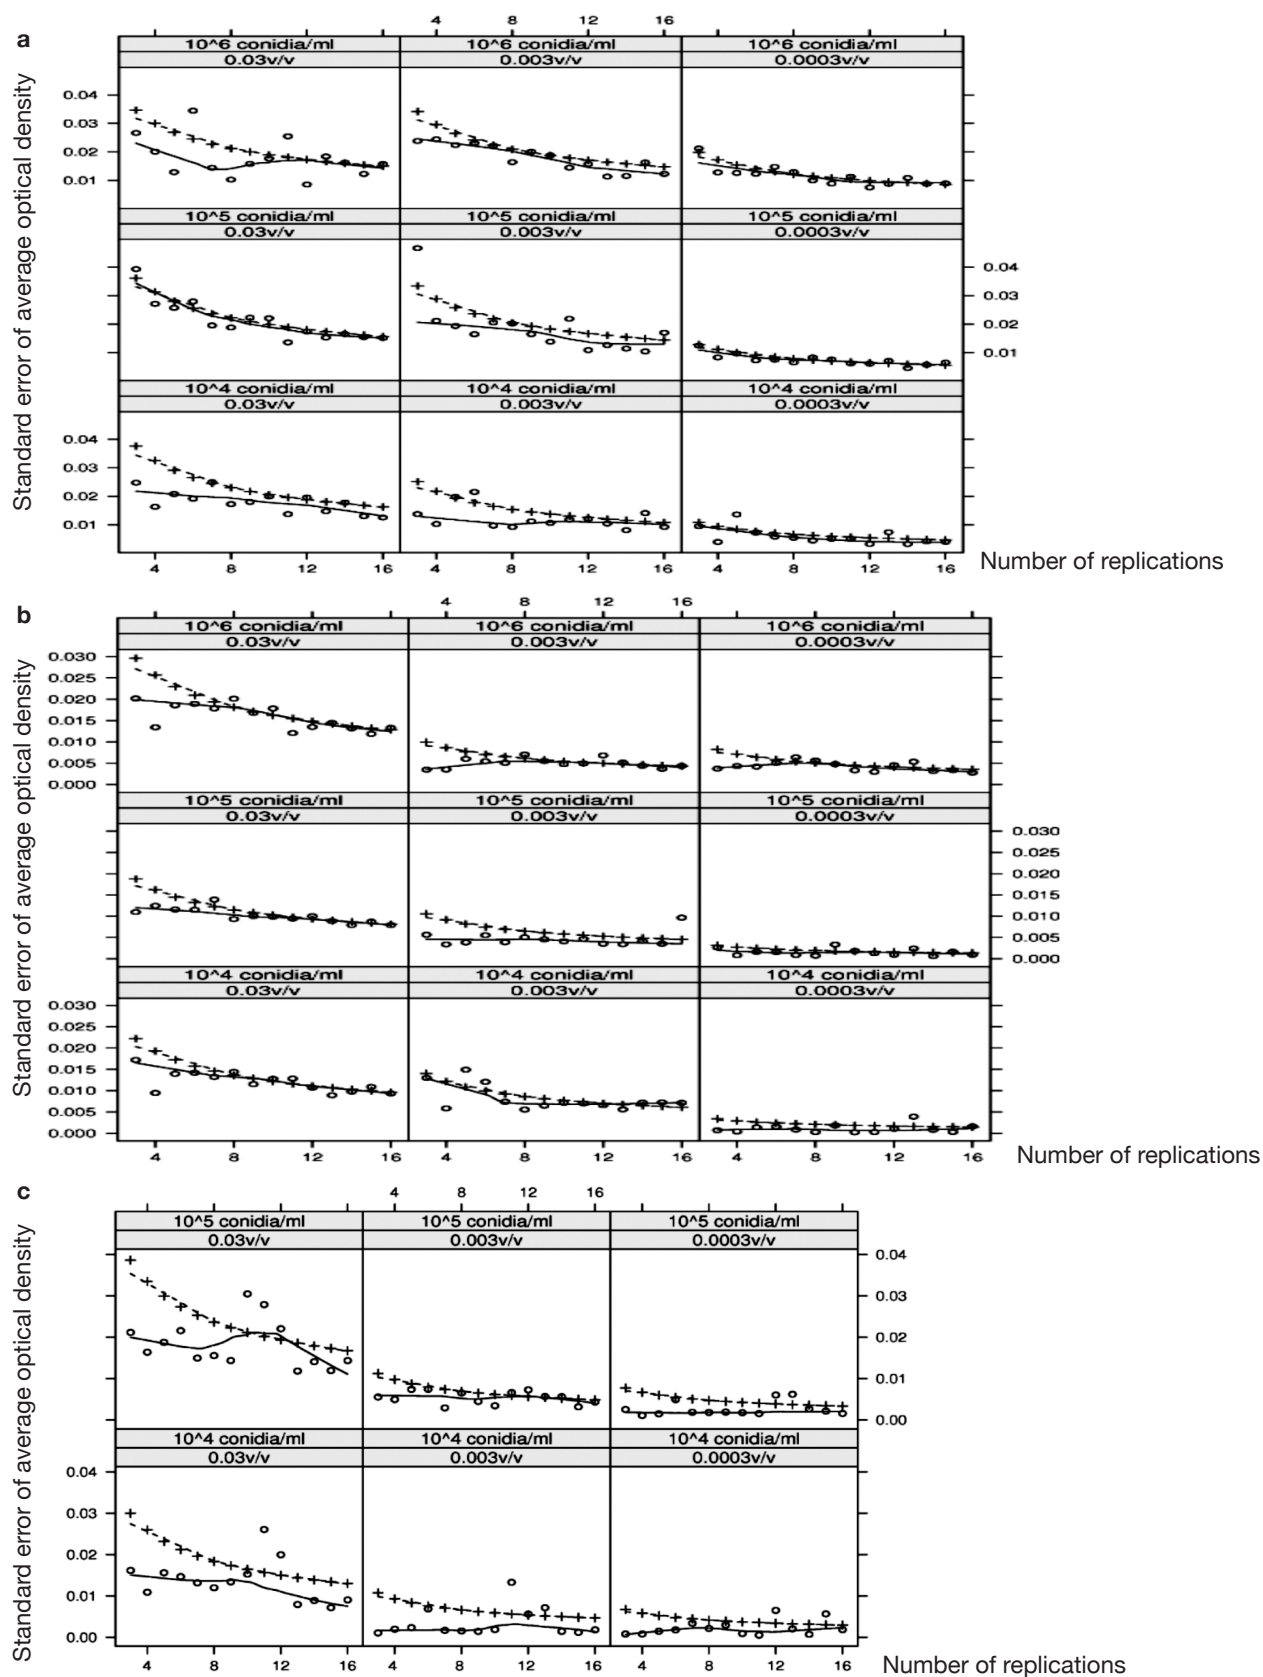 4 8 12 16
a
10^6 conidia/ml 10^6 conidia/ml 10^6 conidia/ml
0.03v/v 0.003v/v 0.0003v/v
0.04
0.03
0.02
0.01
Standard error of average optical density
10^5 conidia/ml 10^5 conidia/ml 10^5 conidia/ml
0.03v/v 0.003v/v 0.0003v/v
0.04
0.03
0.02
0.01
10^4 conidia/ml 10^4 conidia/ml 10^4 conidia/ml
0.03v/v 0.003v/v 0.0003v/v
0.04
0.03
0.02
0.01
4 8 12 16 4 8 12 16
Number of replications
4 8 12 16
b
10^6 conidia/ml 10^6 conidia/ml 10^6 conidia/ml
0.03v/v 0.003v/v 0.0003v/v
0.030
0.025
0.020
0.015
0.010
0.005
0.000
Standard error of average optical density
10^5 conidia/ml 10^5 conidia/ml 10^5 conidia/ml
0.03v/v 0.003v/v 0.0003v/v
0.030
0.025
0.020
0.015
0.010
0.005
0.000
10^4 conidia/ml 10^4 conidia/ml 10^4 conidia/ml
0.03v/v 0.003v/v 0.0003v/v
0.030
0.025
0.020
0.015
0.010
0.005
0.000
4 8 12 16 4 8 12 16
Number of replications
c
4 8 12 16
10^5 conidia/ml 10^5 conidia/ml 10^5 conidia/ml
0.03v/v 0.003v/v 0.0003v/v
0.04
0.03
0.02
0.01
0.00
Standard error of average optical density
10^4 conidia/ml 10^4 conidia/ml 10^4 conidia/ml
0.03v/v 0.003v/v 0.0003v/v
0.04
0.03
0.02
0.01
0.00
4 8 12 16 4 8 12 16
Number of replications